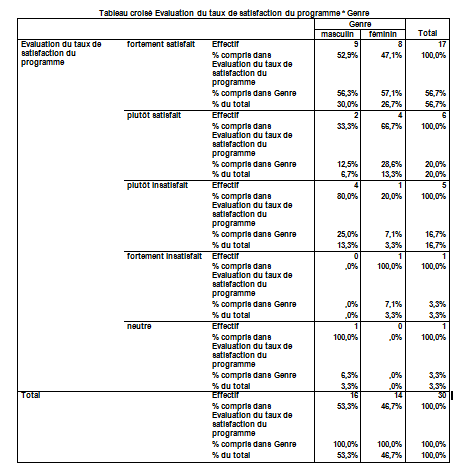 Tableau croisé Evaluation du taux de satisfaction du programme * Genre
Genre
masculin féminin Total
Evaluation du taux de fortement satisfait Effectif 9 8 17
satisfaction du % compris dans 52,9% 47,1% 100,0%
programme Evaluation du taux de
satisfaction du
programme
% compris dans Genre 56,3% 57,1% 56,7%
% du total 30,0% 26,7% 56,7%
plutôt satisfait Effectif 2 4 6
% compris dans 33,3% 66,7% 100,0%
Evaluation du taux de
satisfaction du
programme
% compris dans Genre 12,5% 28,6% 20,0%
% du total 6,7% 13,3% 20,0%
plutôt insatisfait Effectif 4 1 5
% compris dans 80,0% 20,0% 100,0%
Evaluation du taux de
satisfaction du
programme
% compris dans Genre 25,0% 7,1% 16,7%
% du total 13,3% 3,3% 16,7%
fortement insatisfait Effectif 0 1 1
% compris dans ,0% 100,0% 100,0%
Evaluation du taux de
satisfaction du
programme
% compris dans Genre ,0% 7,1% 3,3%
% du total ,0% 3,3% 3,3%
neutre Effectif 1 0 1
% compris dans 100,0% ,0% 100,0%
Evaluation du taux de
satisfaction du
programme
% compris dans Genre 6,3% ,0% 3,3%
% du total 3,3% ,0% 3,3%
Total Effectif 16 14 30
% compris dans 53,3% 46,7% 100,0%
Evaluation du taux de
satisfaction du
programme
% compris dans Genre 100,0% 100,0% 100,0%
% du total 53,3% 46,7% 100,0%